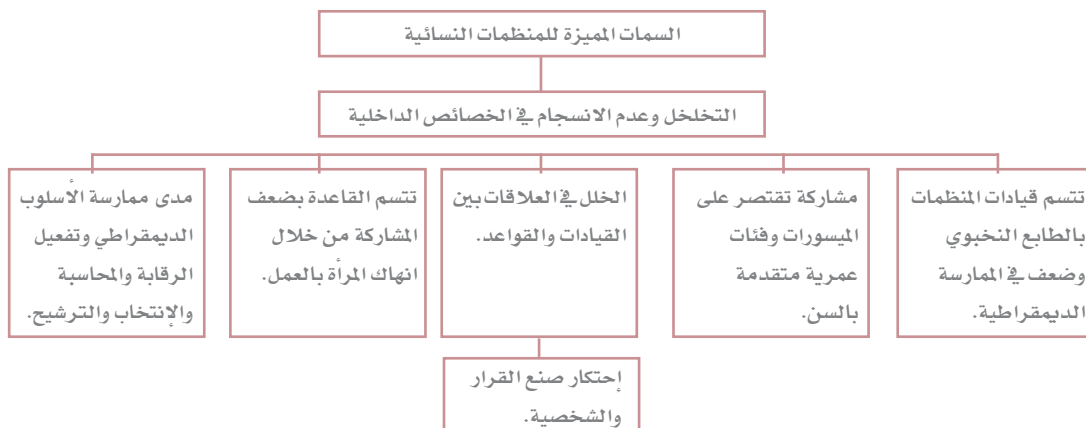 السمات المميزة للمنظمات النسائية
التخلخل وعدم الانسجام في الخصائص الداخلية
تتسم قيادات المنظمات
بالطابع النخبوي
وضعف في الممارسة
الديمقراطية.
مشاركة تقتصر على
الميسورات وفئات
عمرية متقدمة
بالسن.
الخلل في العلاقات بين
القيادات والقواعد.
تتسم القاعدة بضعف
المشاركة من خلال
انهاك المرأة بالعمل.
مدى ممارسة الأسلوب
الديمقراطي وتفعيل
الرقابة والمحاسبة
والإنتخاب والترشيح.
إحتكار صنع القرار
والشخصية.